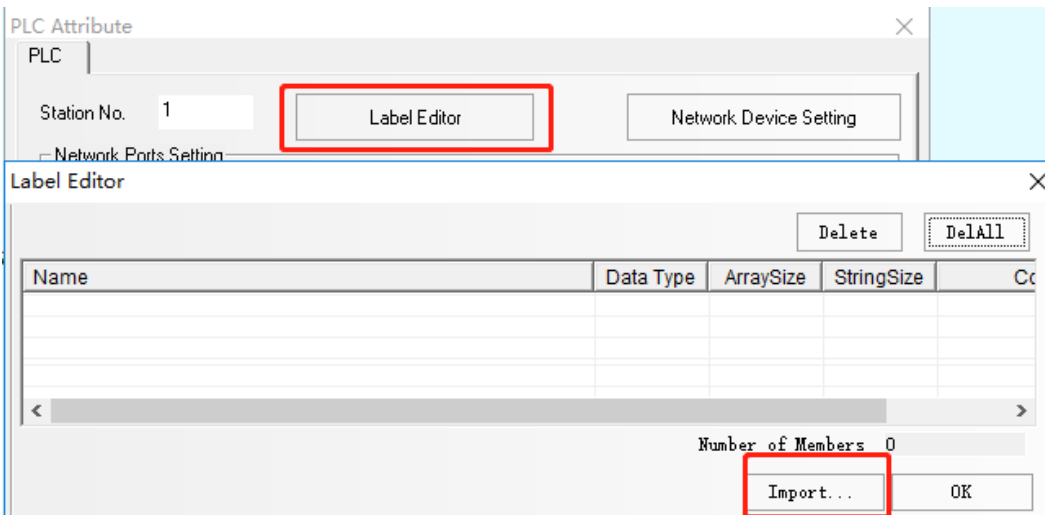 PLC Attribute
PLC
Station No. 1 Label Editor Network Device Setting
Network Ports Setting
Label Editor
Delete DelAll
Name Data Type ArraySize StringSize
Number of Members 0
Import... OK